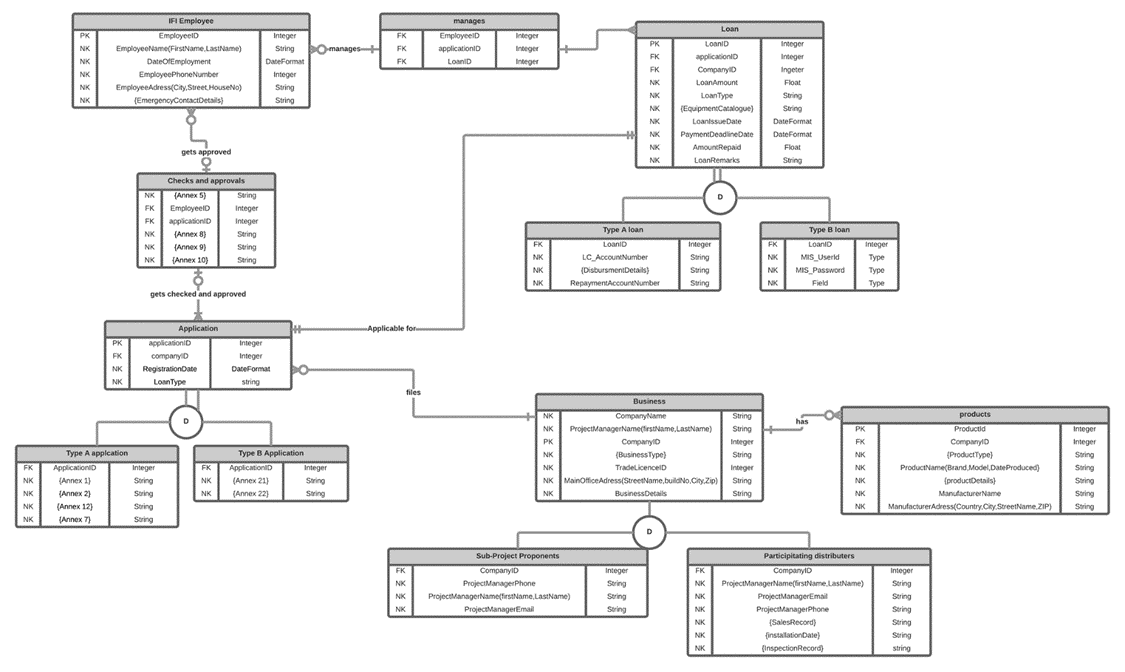 IFI Employee
PK EmployeeID Integer
NK EmployeeName(FirstName,LastName) String
NK DateOfEmployment DateFormat
NK EmployeePhoneNumber Integer
NK EmployeeAdress(City,Street,HouseNo) String
NK {EmergencyContactDetails} String
manages
manages
FK EmployeeID Integer
FK applicationID Integer
FK LoanID Integer
Loan
PK LoanID Integer
FK applicationID Integer
FK CompanyID Ingeter
NK LoanAmount Float
NK LoanType String
NK {EquipmentCatalogue} String
NK LoanIssueDate DateFormat
NK PaymentDeadlineDate DateFormat
NK AmountRepaid Float
NK LoanRemarks String
D
Type A loan
FK LoanID Integer
NK LC_AccountNumber String
NK {DisbursmentDetails} String
NK RepaymentAccountNumber String
Type B loan
FK LoanID Integer
NK MIS_UserId Type
NK MIS_Password Type
NK Field Type
gets approved
Checks and approvals
NK {Annex 5} String
FK EmployeeID Integer
FK applicationID Integer
NK {Annex 8} String
NK {Annex 9} String
NK {Annex 10} String
gets checked and approved
Application
PK applicationID Integer
FK companyID Integer
NK RegistrationDate DateFormat
NK LoanType string
Applicable for
files
D
Type A applcation
FK ApplicationID Integer
NK {Annex 1} String
NK {Annex 2} String
NK {Annex 12} String
NK {Annex 7} String
Type B Application
FK ApplicationID Integer
NK {Annex 21} String
NK {Annex 22} String
Business
NK CompanyName String
NK ProjectManagerName(firstName,LastName) String
PK CompanyID Integer
NK {BusinessType} String
NK TradeLicenceID Integer
NK MainOfficeAdress(StreetName,buildNo,City,Zip) String
NK BusinessDetails String
has
products
PK ProductId Integer
FK CompanyID Integer
NK {ProductType} String
NK ProductName(Brand,Model,DateProduced) String
NK {productDetails} String
NK ManufacturerName String
NK ManufacturerAdress(Country,City,StreetName,ZIP) String
D
Sub-Project Proponents
FK CompanyID Integer
NK ProjectManagerPhone String
NK ProjectManagerName(firstName,LastName) String
NK ProjectManagerEmail String
Participitating distributers
FK CompanyID Integer
NK ProjectManagerName(firstName,LastName) String
NK ProjectManagerEmail String
NK ProjectManagerPhone String
NK {SalesRecord} String
NK {installationDate} String
NK {InspectionRecord} string